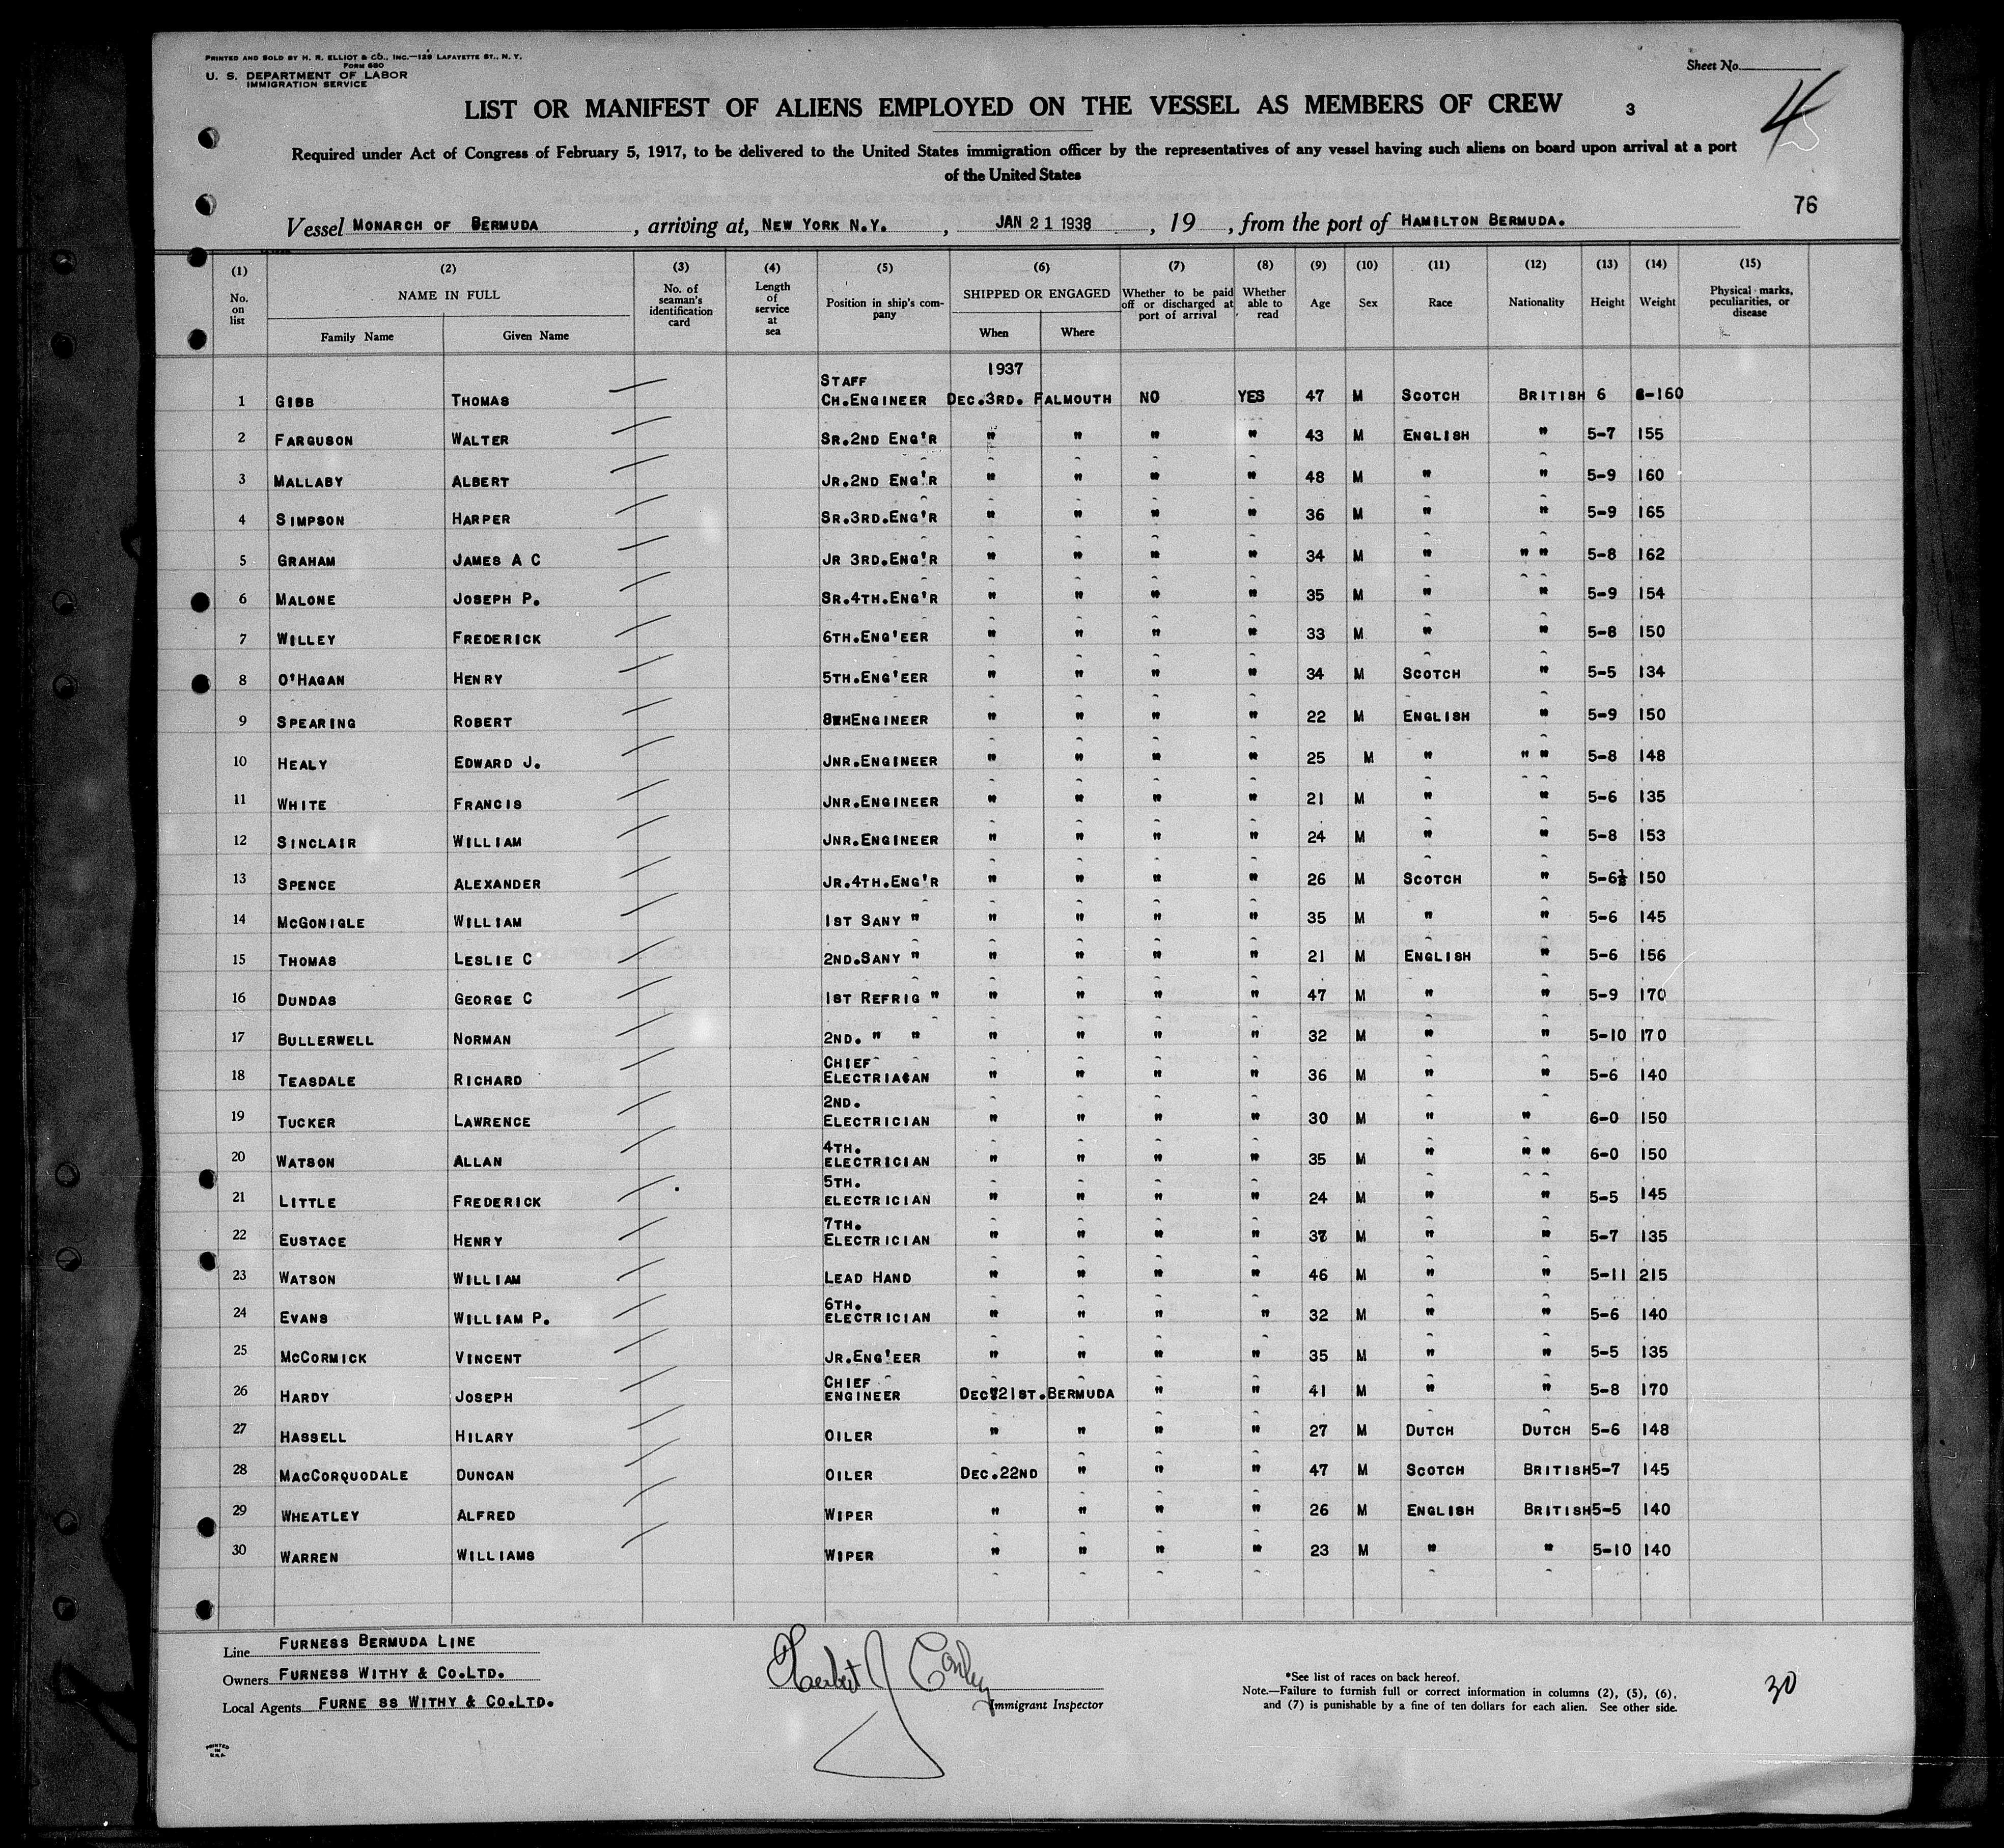 PRINTED AND SOLD BY H. R. ELLIOT & CO., INC.—129 LAFAYETTE ST., N. Y.
FORM 680
U. S. DEPARTMENT OF LABOR
IMMIGRATION SERVICE
Sheet No.
4
LIST OR MANIFEST OF ALIENS EMPLOYED ON THE VESSEL AS MEMBERS OF CREW 3
Required under Act of Congress of February 5, 1917, to be delivered to the United States immigration officer by the representatives of any vessel having such aliens on board upon arrival at a port
of the United States
76
Vessel MONARCH OF BERMUDA, arriving at, NEW YORK N.Y., JAN 21 1938, 19 , from the port of HAMILTON BERMUDA.
(1) (2) (3) (4) (5) (6) (7) (8) (9) (10) (11) (12) (13) (14) (15)
No. on list NAME IN FULL Family Name Given Name No. of seaman's identification card Length of service at sea Position in ship's company SHIPPED OR ENGAGED When Where Whether to be paid off or discharged at port of arrival Whether able to read Age Sex Race Nationality Height Weight Physical marks, peculiarities, or disease
1937
1 GIBB THOMAS STAFF CH.ENGINEER DEC.3RD. FALMOUTH NO YES 47 M SCOTCH BRITISH 6 6-160
2 FARGUSON WALTER SR.2ND ENG'R " " " " 43 M ENGLISH " 5-7 155
3 MALLABY ALBERT JR.2ND ENG'R " " " " 48 M " " 5-9 160
4 SIMPSON HARPER SR.3RD.ENG'R " " " " 36 M " " 5-9 165
5 GRAHAM JAMES A C JR 3RD.ENG'R " " " " 34 M " " " 5-8 162
6 MALONE JOSEPH P. SR.4TH.ENG'R " " " " 35 M " " 5-9 154
7 WILLEY FREDERICK 6TH.ENG'EER " " " " 33 M " " 5-8 150
8 O'HAGAN HENRY 5TH.ENG'EER " " " " 34 M SCOTCH " 5-5 134
9 SPEARING ROBERT 8THENGINEER " " " " 22 M ENGLISH " 5-9 150
10 HEALY EDWARD J. JNR.ENGINEER " " " " 25 M " " " 5-8 148
11 WHITE FRANCIS JNR.ENGINEER " " " " 21 M " " 5-6 135
12 SINCLAIR WILLIAM JNR.ENGINEER " " " " 24 M " " 5-8 153
13 SPENCE ALEXANDER JR.4TH.ENG'R " " " " 26 M SCOTCH " 5-6½ 150
14 MCGONIGLE WILLIAM 1ST SANY " " " " " 35 M " " 5-6 145
15 THOMAS LESLIE C 2ND.SANY " " " " " 21 M ENGLISH " 5-6 156
16 DUNDAS GEORGE C 1ST REFRIG " " " " " 47 M " " 5-9 170
17 BULLERWELL NORMAN 2ND. " " " " " " 32 M " " 5-10 170
18 TEASDALE RICHARD CHIEF ELECTRIACAN " " " " 36 M " " 5-6 140
19 TUCKER LAWRENCE 2ND. ELECTRICIAN " " " " 30 M " " 6-0 150
20 WATSON ALLAN 4TH. ELECTRICIAN " " " " 35 M " " " 6-0 150
21 LITTLE FREDERICK 5TH. ELECTRICIAN " " " " 24 M " " 5-5 145
22 EUSTACE HENRY 7TH. ELECTRICIAN " " " " 37 M " " 5-7 135
23 WATSON WILLIAM LEAD HAND " " " " 46 M " " 5-11 215
24 EVANS WILLIAM P. 6TH. ELECTRICIAN " " " " 32 M " " 5-6 140
25 MCCORMICK VINCENT JR.ENG'EER " " " " 35 M " " 5-5 135
26 HARDY JOSEPH CHIEF ENGINEER DEC.21ST. BERMUDA " " 41 M " " 5-8 170
27 HASSELL HILARY OILER " " " " 27 M DUTCH DUTCH 5-6 148
28 MACCORQUODALE DUNCAN OILER DEC.22ND " " " 47 M SCOTCH BRITISH 5-7 145
29 WHEATLEY ALFRED WIPER " " " " 26 M ENGLISH BRITISH 5-5 140
30 WARREN WILLIAMS WIPER " " " " 23 M " " 5-10 140
Line FURNESS BERMUDA LINE
Owners FURNESS WITHY & CO.LTD.
Local Agents FURNE SS WITHY & CO.LTD.
Herbert J Conley
Immigrant Inspector
*See list of races on back hereof.
Note.—Failure to furnish full or correct information in columns (2), (5), (6),
and (7) is punishable by a fine of ten dollars for each alien. See other side.
30
PRINTED
IN
U.S.A.